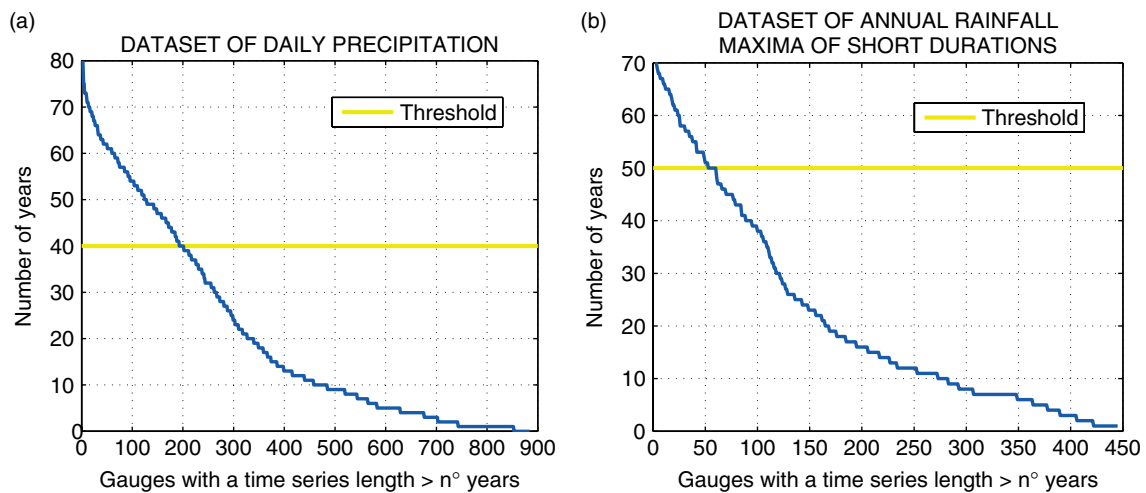 (a)
DATASET OF DAILY PRECIPITATION
80
70
60
50
40
30
20
10
0
Number of years
Threshold
0 100 200 300 400 500 600 700 800 900
Gauges with a time series length > n° years
(b)
DATASET OF ANNUAL RAINFALL
MAXIMA OF SHORT DURATIONS
70
60
50
40
30
20
10
0
Number of years
Threshold
0 50 100 150 200 250 300 350 400 450
Gauges with a time series length > n° years